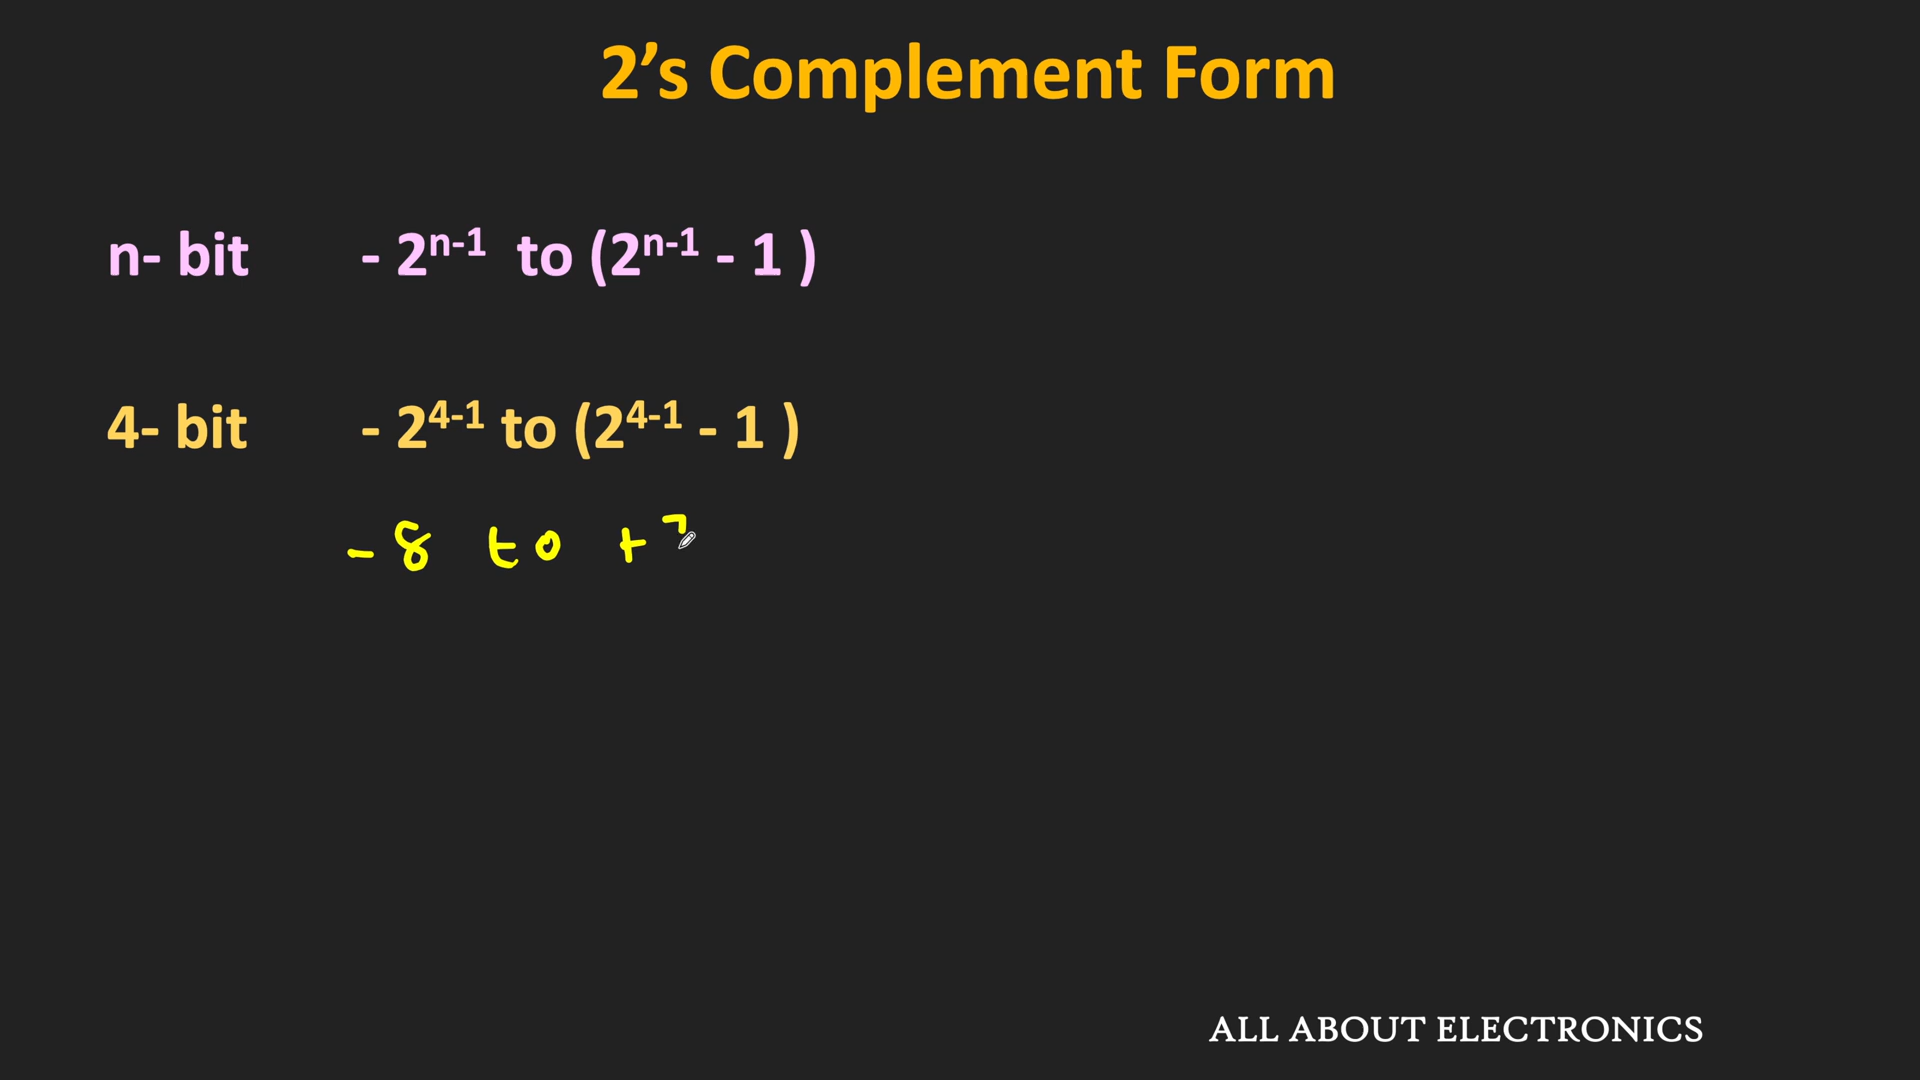 2’s Complement Form
n- bit - 2ⁿ⁻¹ to (2ⁿ⁻¹ - 1 )
4- bit - 2⁴⁻¹ to (2⁴⁻¹ - 1 )
- 8 to +
ALL ABOUT ELECTRONICS